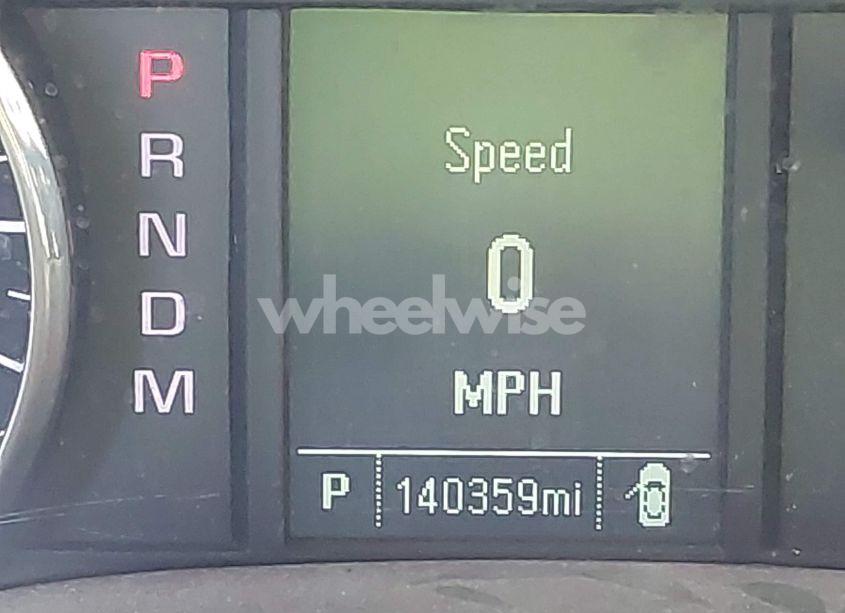 P
R
N
D
M
Speed
0
MPH
P 140359mi
wheelwise